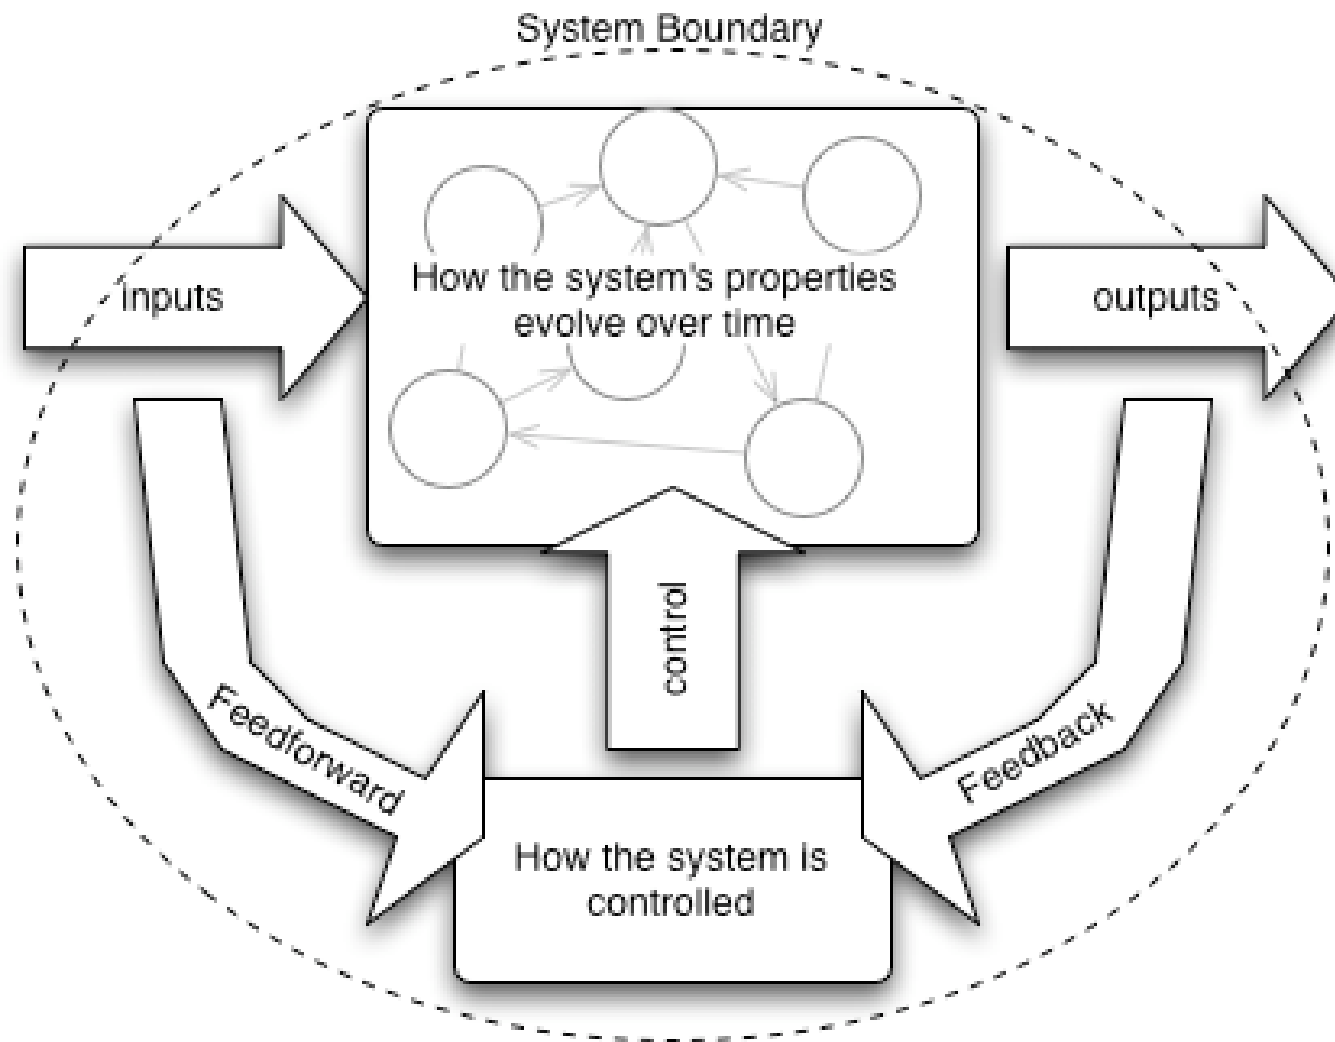 System Boundary
inputs
How the system's properties
evolve over time
outputs
control
Feedforward
Feedback
How the system is
controlled